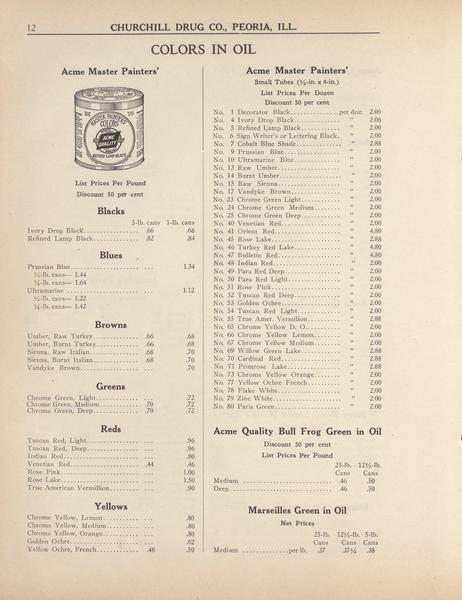 12
CHURCHILL DRUG CO., PEORIA, ILL.
COLORS IN OIL
Acme Master Painters'
MASTER PAINTERS'
COLORS
ACME
QUALITY
REFINED LAMP BLACK
List Prices Per Pound
Discount 50 per cent
Blacks
5-lb. cans 1-lb. cans
Ivory Drop Black .66 .68
Refined Lamp Black .82 .84
Blues
Prussian Blue ... 1.34
½-lb. cans— 1.44
¼-lb. cans— 1.64
Ultramarine ... 1.12
½-lb. cans— 1.22
¼-lb. cans— 1.42
Browns
Umber, Raw Turkey .66 .68
Umber, Burnt Turkey .66 .68
Sienna, Raw Italian .68 .70
Sienna, Burnt Italian .68 .70
Vandyke Brown .70
Greens
Chrome Green, Light ... .72
Chrome Green, Medium .70 .72
Chrome Green, Deep .70 .72
Reds
Tuscan Red, Light ... .96
Tuscan Red, Deep ... .96
Indian Red ... .80
Venetian Red .44 .46
Rose Pink ... 1.00
Rose Lake ... 1.50
True American Vermillion ... .90
Yellows
Chrome Yellow, Lemon ... .80
Chrome Yellow, Medium ... .80
Chrome Yellow, Orange ... .80
Golden Ochre ... .62
Yellow Ochre, French .48 .50
Acme Master Painters'
Small Tubes (½-in. x 4-in.)
List Prices Per Dozen
Discount 50 per cent
No. 1 Decorator Black per doz. 2.00
No. 4 Ivory Drop Black " 2.00
No. 5 Refined Lamp Black " 2.00
No. 6 Sign Writer's or Lettering Black. " 2.00
No. 7 Cobalt Blue Shade " 2.88
No. 9 Prussian Blue " 2.00
No. 10 Ultramarine Blue " 2.00
No. 13 Raw Umber " 2.00
No. 14 Burnt Umber " 2.00
No. 15 Raw Sienna " 2.00
No. 17 Vandyke Brown " 2.00
No. 23 Chrome Green Light " 2.00
No. 24 Chrome Green Medium " 2.00
No. 25 Chrome Green Deep " 2.00
No. 40 Venetian Red " 2.00
No. 41 Orient Red " 4.80
No. 45 Rose Lake " 2.88
No. 46 Turkey Red Lake " 4.80
No. 47 Bulletin Red " 4.80
No. 48 Indian Red " 2.00
No. 49 Para Red Deep " 2.00
No. 50 Para Red Light " 2.00
No. 51 Rose Pink " 2.00
No. 52 Tuscan Red Deep " 2.00
No. 53 Golden Ochre " 2.00
No. 54 Tuscan Red Light " 2.00
No. 55 True Amer. Vermillion " 2.88
No. 65 Chrome Yellow D. O. " 2.00
No. 66 Chrome Yellow Lemon " 2.00
No. 67 Chrome Yellow Medium " 2.00
No. 69 Willow Green Lake " 2.88
No. 70 Cardinal Red " 2.88
No. 71 Primrose Lake " 2.88
No. 73 Chrome Yellow Orange " 2.00
No. 77 Yellow Ochre French " 2.00
No. 78 Flake White " 2.00
No. 79 Zinc White " 2.00
No. 80 Paris Green " 2.00
Acme Quality Bull Frog Green in Oil
Discount 50 per cent
List Prices Per Pound
25-lb. 12½-lb.
Cans Cans
Medium .46 .50
Deep .46 .50
Marseilles Green in Oil
Net Prices
25-lb. 12½-lb. 5-lb.
Cans Cans Cans
Medium per lb. .37 .37½ .38